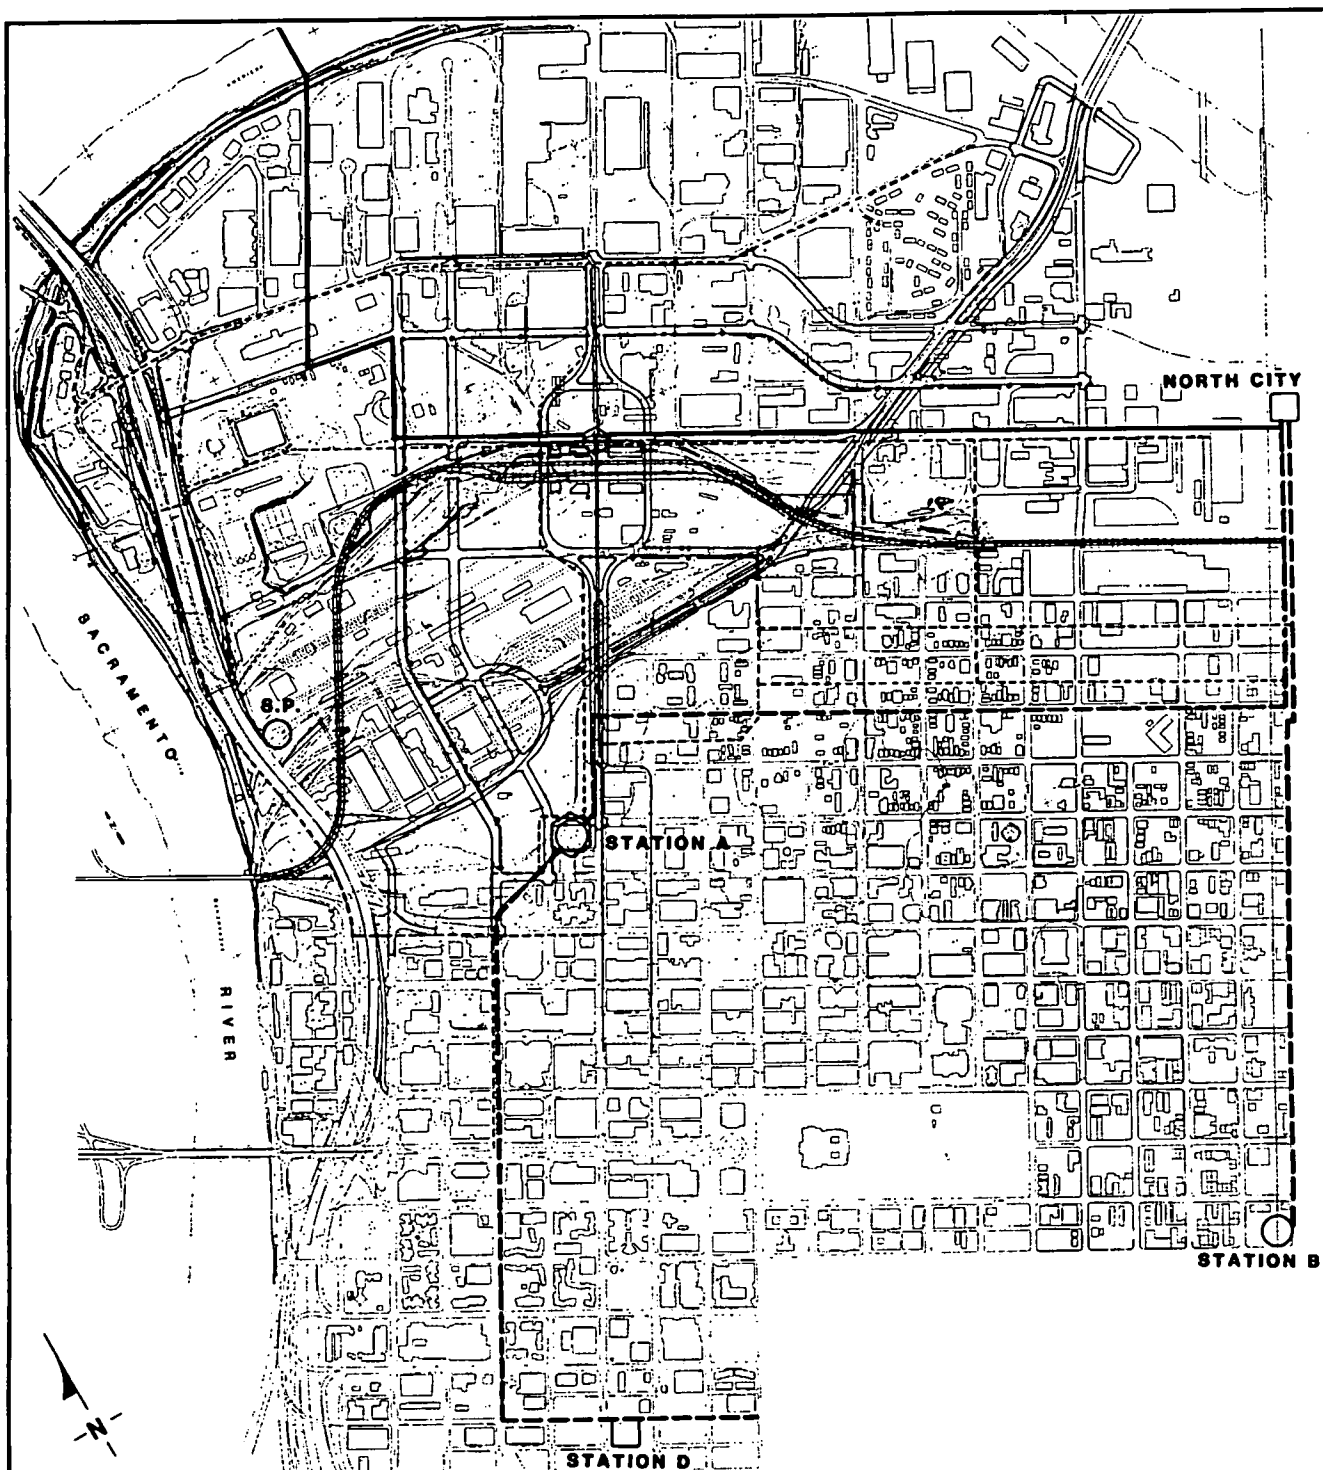 NORTH CITY
SACRAMENTO
S.P.
STATION A
RIVER
STATION B
N
STATION D